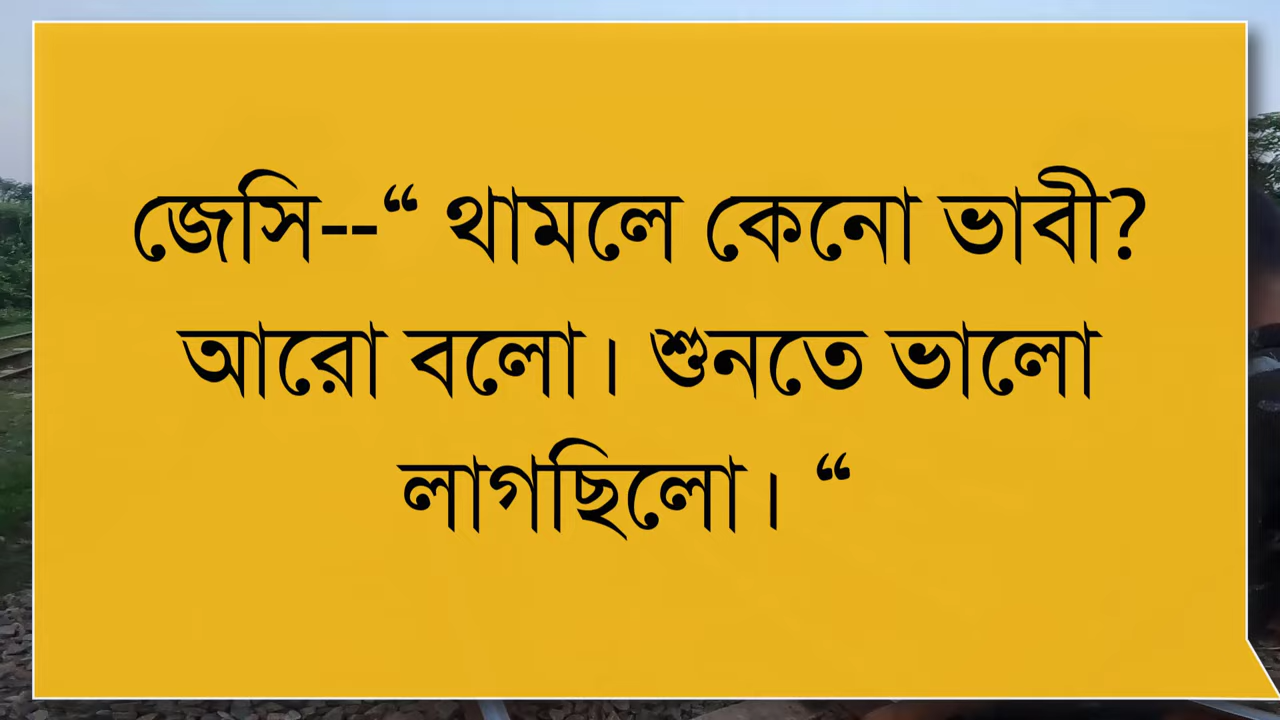 জেসি--“ থামলে কেনো ভাবী?
আরো বলো। শুনতে ভালো
লাগছিলো। “